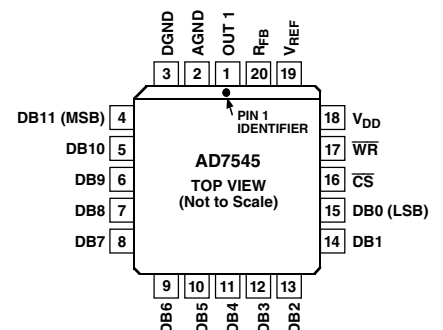 DGND
AGND
OUT 1
RFB
VREF
3
2
1
20
19
PIN 1
IDENTIFIER
DB11 (MSB) 4
DB10 5
DB9 6
DB8 7
DB7 8
AD7545
TOP VIEW
(Not to Scale)
18 VDD
17 WR
16 CS
15 DB0 (LSB)
14 DB1
9
10
11
12
13
DB6
DB5
DB4
DB3
DB2